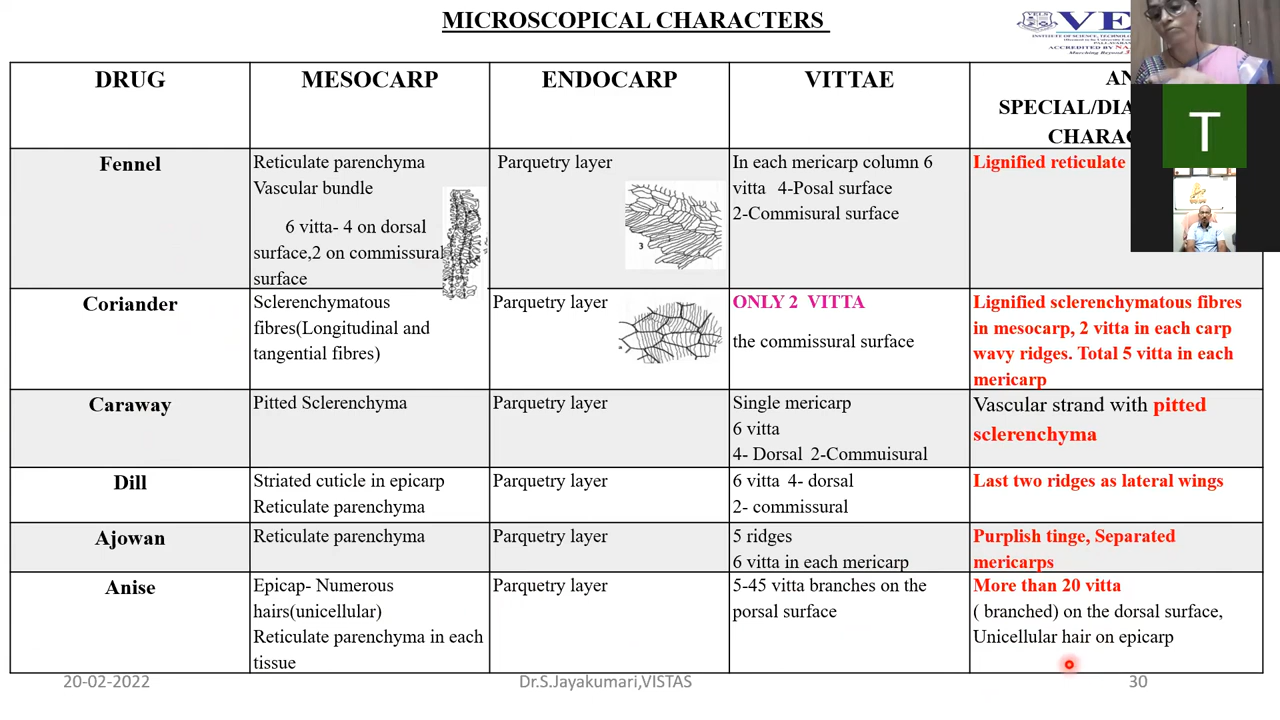 MICROSCOPICAL CHARACTERS
VE
ACCREDITED BY NA
DRUG
MESOCARP
ENDOCARP
VITTAE
AN
SPECIAL/DIA
CHARAC
T
Fennel
Reticulate parenchyma
Vascular bundle
6 vitta- 4 on dorsal
surface,2 on commissural
surface
Parquetry layer
3
In each mericarp column 6
vitta 4-Posal surface
2-Commisural surface
Lignified reticulate
Coriander
Sclerenchymatous
fibres(Longitudinal and
tangential fibres)
Parquetry layer
ONLY 2 VITTA
the commissural surface
Lignified sclerenchymatous fibres
in mesocarp, 2 vitta in each carp
wavy ridges. Total 5 vitta in each
mericarp
Caraway
Pitted Sclerenchyma
Parquetry layer
Single mericarp
6 vitta
4- Dorsal 2-Commuisural
Vascular strand with pitted
sclerenchyma
Dill
Striated cuticle in epicarp
Reticulate parenchyma
Parquetry layer
6 vitta 4- dorsal
2- commissural
Last two ridges as lateral wings
Ajowan
Reticulate parenchyma
Parquetry layer
5 ridges
6 vitta in each mericarp
Purplish tinge, Separated
mericarps
Anise
Epicap- Numerous
hairs(unicellular)
Reticulate parenchyma in each
tissue
Parquetry layer
5-45 vitta branches on the
porsal surface
More than 20 vitta
( branched) on the dorsal surface,
Unicellular hair on epicarp
20-02-2022
Dr.S.Jayakumari,VISTAS
30